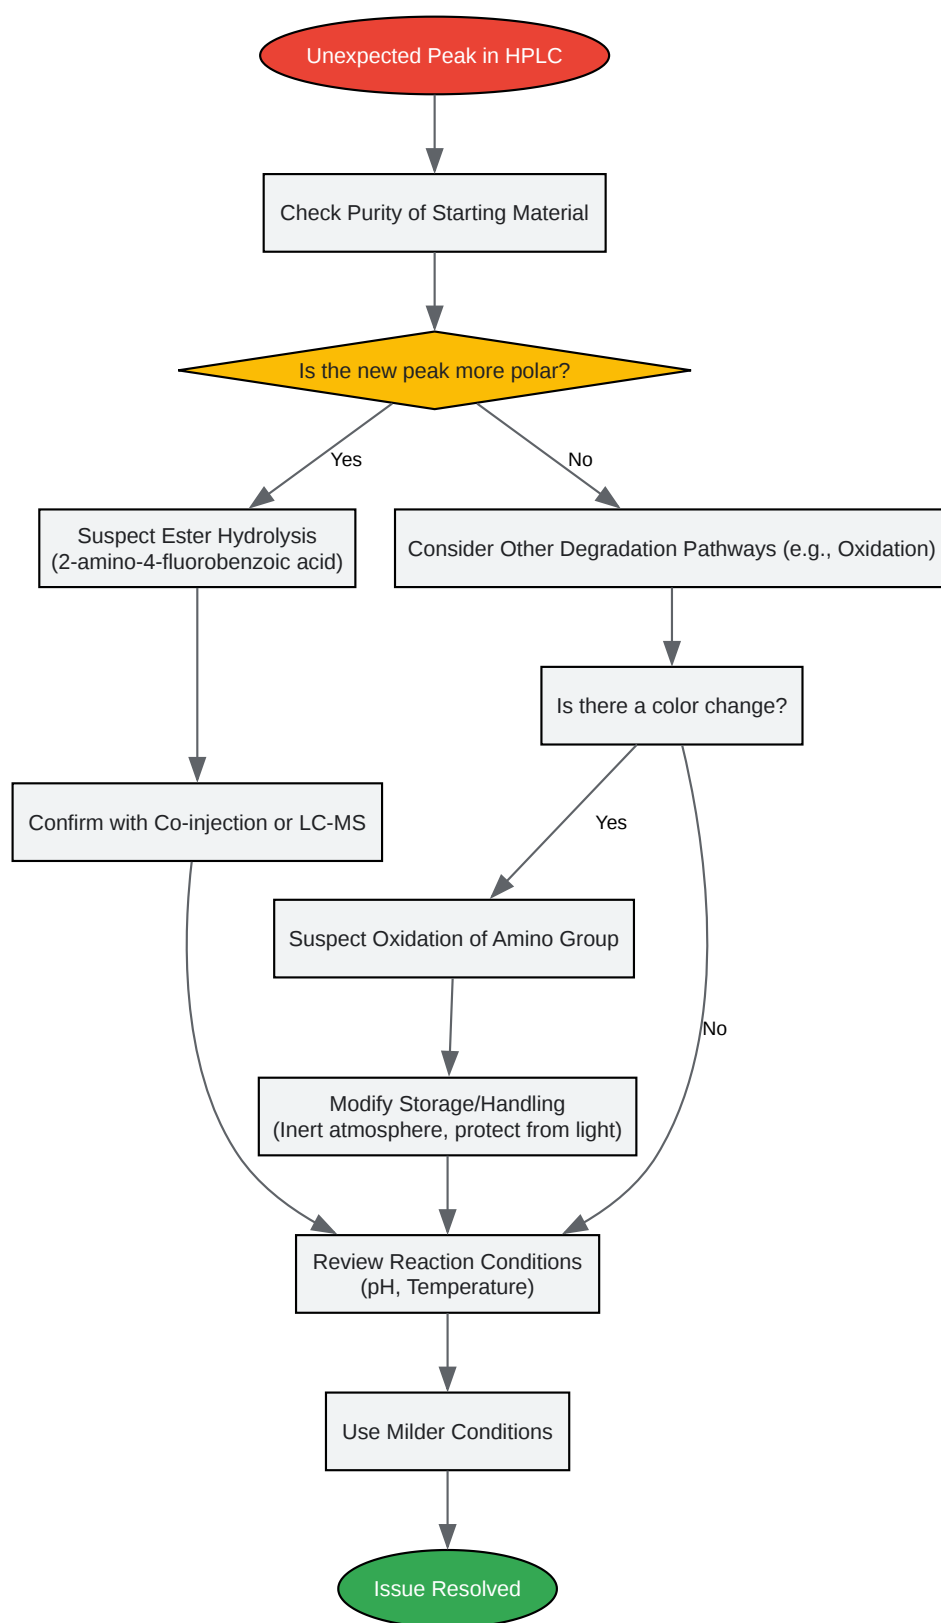 Unexpected Peak in HPLC
Check Purity of Starting Material
Is the new peak more polar?
Yes
No
Suspect Ester Hydrolysis
(2-amino-4-fluorobenzoic acid)
Consider Other Degradation Pathways (e.g., Oxidation)
Is there a color change?
Confirm with Co-injection or LC-MS
Yes
Suspect Oxidation of Amino Group
No
Modify Storage/Handling
(Inert atmosphere, protect from light)
Review Reaction Conditions
(pH, Temperature)
Use Milder Conditions
Issue Resolved